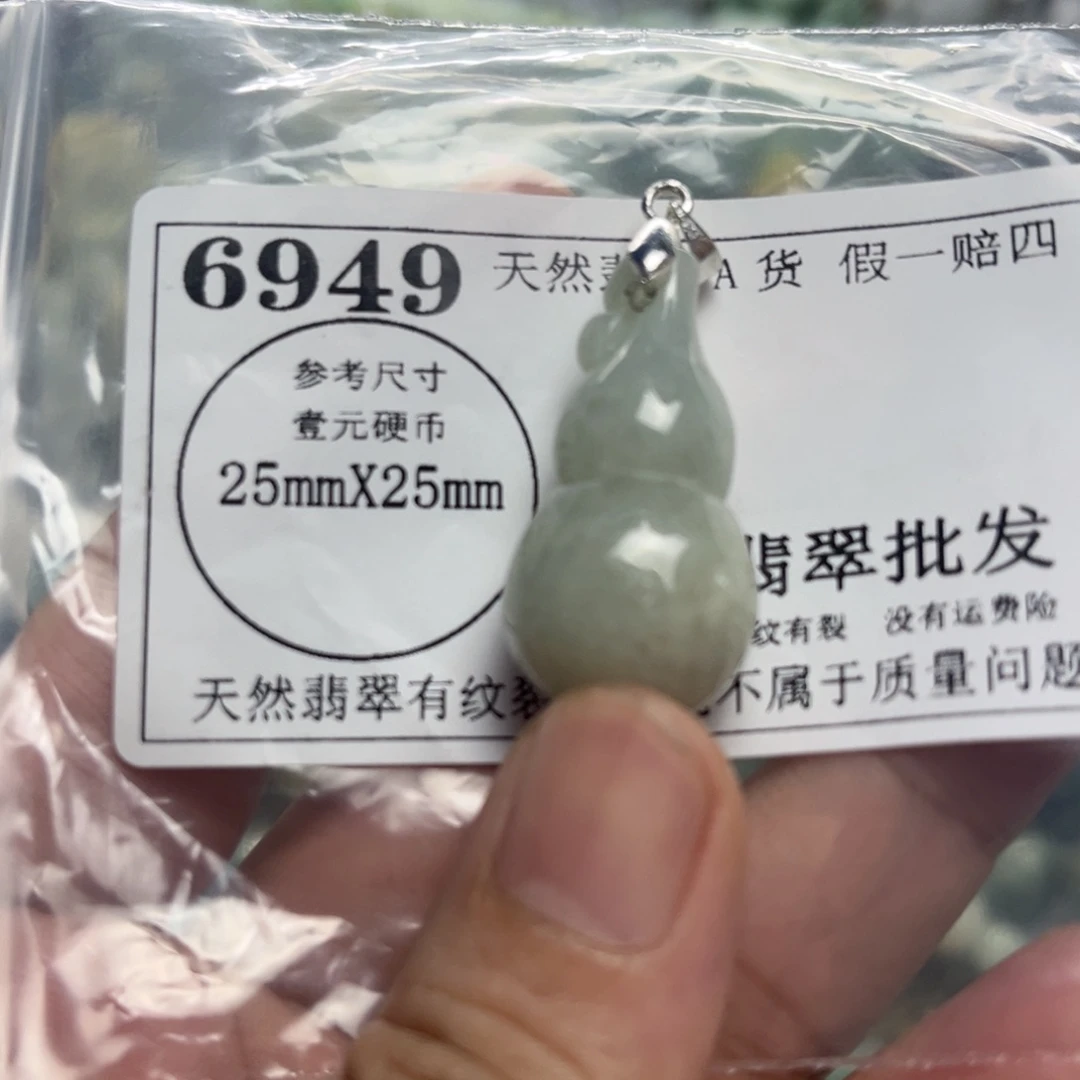 6949
天然 A 货 假一赔四
参考尺寸
壹元硬币
25mmX25mm
翡翠批发
纹有裂 没有运费险
天然翡翠有纹裂 不属于质量问题